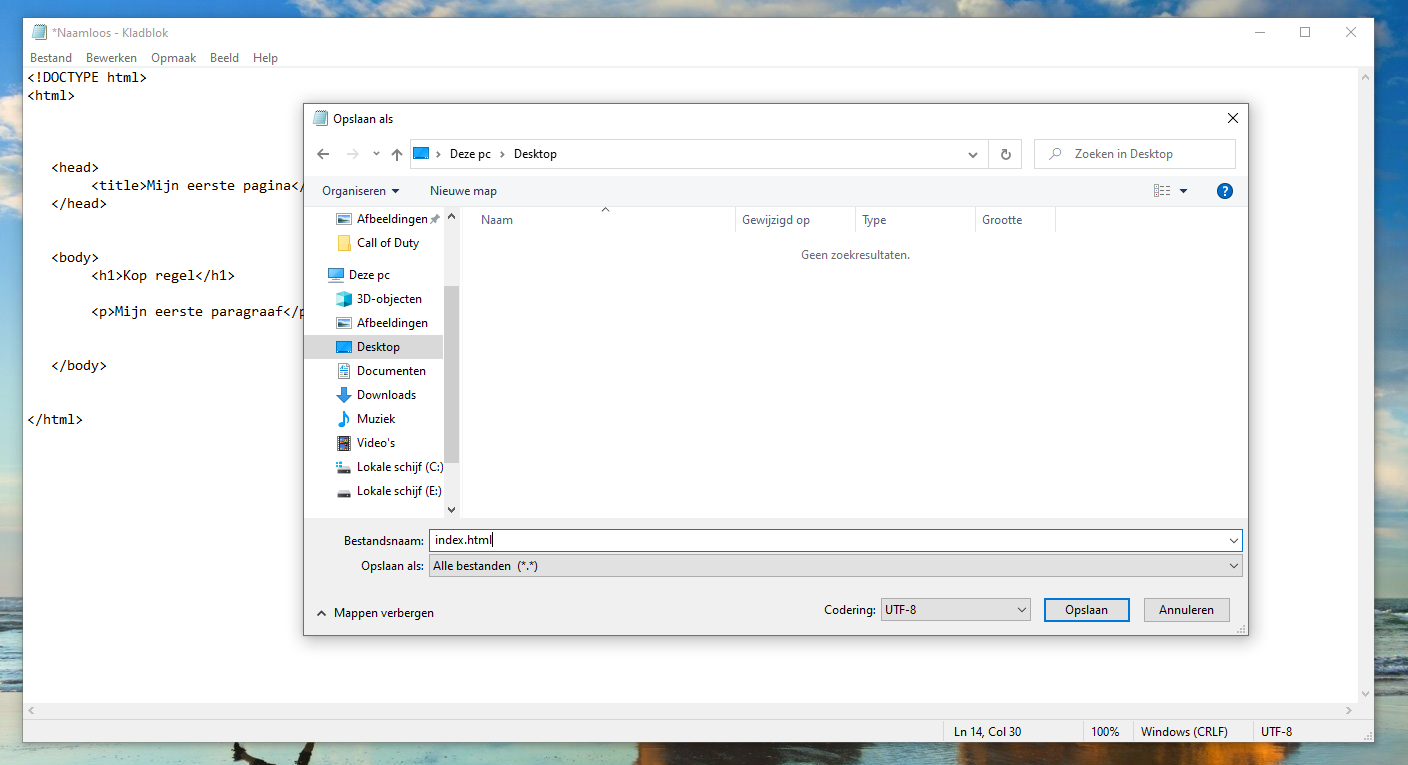 *Naamloos - Kladblok
Bestand Bewerken Opmaak Beeld Help
<!DOCTYPE html>
<html>
<head>
<title>Mijn eerste pagina</
</head>
<body>
<h1>Kop regel</h1>
<p>Mijn eerste paragraaf</p
</body>
</html>
Opslaan als
Deze pc > Desktop
Zoeken in Desktop
Organiseren Nieuwe map
?
Afbeeldingen
Call of Duty
Deze pc
3D-objecten
Afbeeldingen
Desktop
Documenten
Downloads
Muziek
Video's
Lokale schijf (C:)
Lokale schijf (E:)
Naam Gewijzigd op Type Grootte
Geen zoekresultaten.
Bestandsnaam: index.html
Opslaan als: Alle bestanden (*.*)
Mappen verbergen
Codering: UTF-8 Opslaan Annuleren
Ln 14, Col 30 100% Windows (CRLF) UTF-8